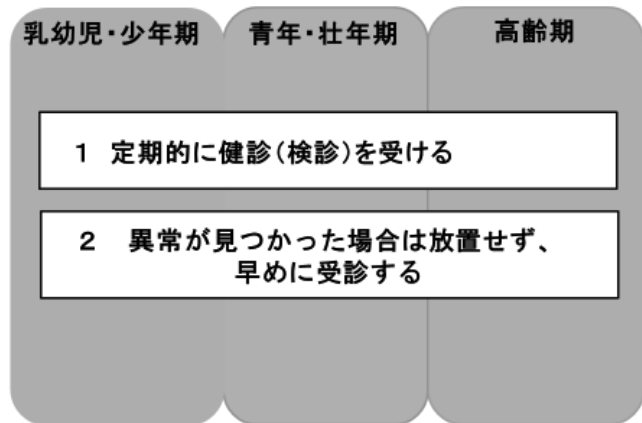 乳幼児・少年期
青年・壮年期
高齢期
1 定期的に健診(検診)を受ける
2 異常が見つかった場合は放置せず、
早めに受診する